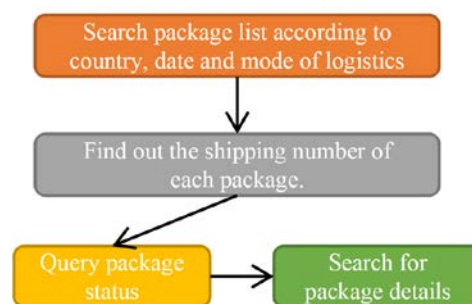 Search package list according to
country, date and mode of logistics
Find out the shipping number of
each package.
Query package
status
Search for
package details